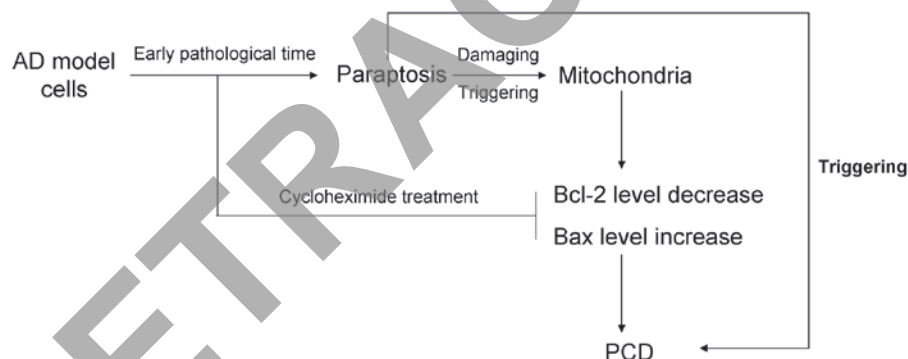 AD model
cells
Early pathological time
Paraptosis
Damaging
Triggering
Mitochondria
Triggering
Cycloheximide treatment
Bcl-2 level decrease
Bax level increase
PCD
ETRAC